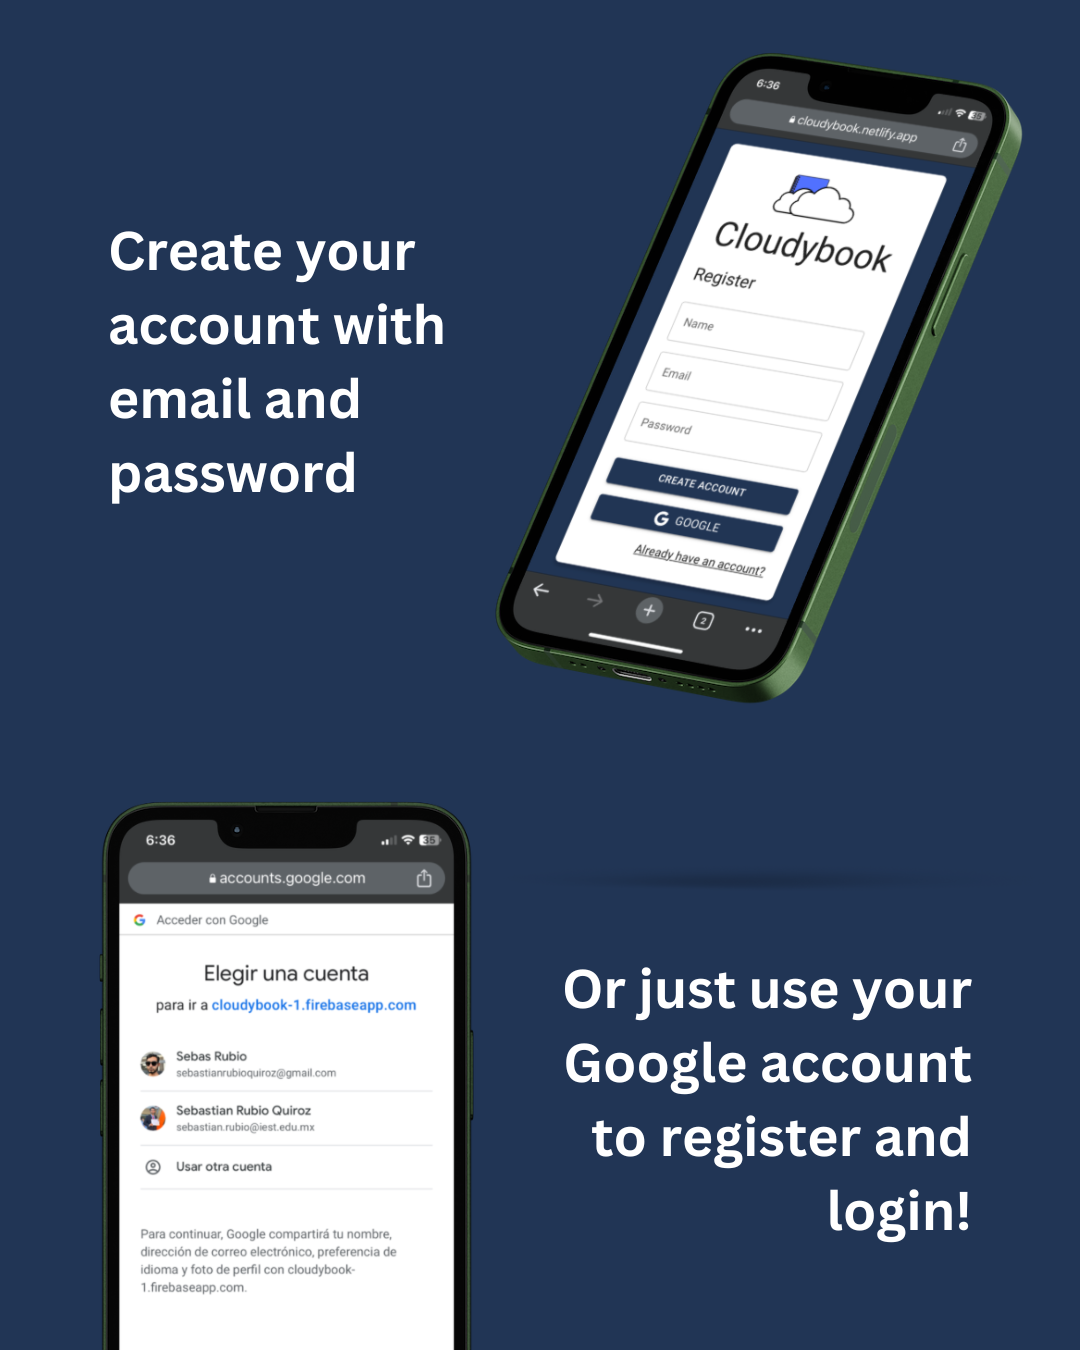 Create your
account with
email and
password
6:36
35
cloudybook.netlify.app
Cloudybook
Register
Name
Email
Password
CREATE ACCOUNT
GOOGLE
Already have an account?
2
6:36
35
accounts.google.com
Acceder con Google
Elegir una cuenta
para ir a cloudybook-1.firebaseapp.com
Sebas Rubio
sebastianrubioquiroz@gmail.com
Sebastian Rubio Quiroz
sebastian.rubio@iest.edu.mx
Usar otra cuenta
Para continuar, Google compartirá tu nombre,
dirección de correo electrónico, preferencia de
idioma y foto de perfil con cloudybook-
1.firebaseapp.com.
Or just use your
Google account
to register and
login!